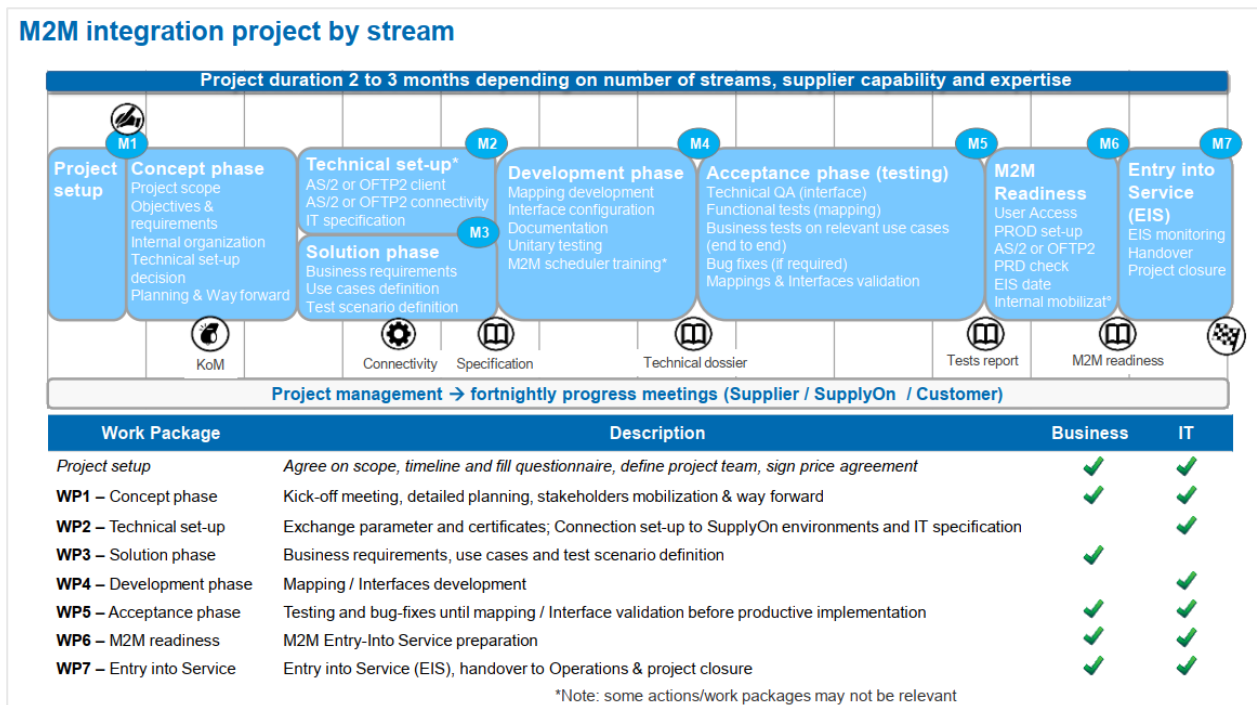 M2M integration project by stream
Project duration 2 to 3 months depending on number of streams, supplier capability and expertise
M1
M2
M4
M5
M6
M7
Project
setup
Concept phase
Project scope
Objectives &
requirements
Internal organization
Technical set-up
decision
Planning & Way forward
Technical set-up*
AS/2 or OFTP2 client
AS/2 or OFTP2 connectivity
IT specification
M3
Solution phase
Business requirements
Use cases definition
Test scenario definition
Development phase
Mapping development
Interface configuration
Documentation
Unitary testing
M2M scheduler training*
Acceptance phase (testing)
Technical QA (interface)
Functional tests (mapping)
Business tests on relevant use cases
(end to end)
Bug fixes (if required)
Mappings & Interfaces validation
M2M
Readiness
User Access
PROD set-up
AS/2 or OFTP2
PRD check
EIS date
Internal mobilizat°
Entry into
Service
(EIS)
EIS monitoring
Handover
Project closure
KoM
Connectivity
Specification
Technical dossier
Tests report
M2M readiness
Project management → fortnightly progress meetings (Supplier / SupplyOn / Customer)
Work Package Description Business IT
Project setup Agree on scope, timeline and fill questionnaire, define project team, sign price agreement
WP1 – Concept phase Kick-off meeting, detailed planning, stakeholders mobilization & way forward
WP2 – Technical set-up Exchange parameter and certificates; Connection set-up to SupplyOn environments and IT specification
WP3 – Solution phase Business requirements, use cases and test scenario definition
WP4 – Development phase Mapping / Interfaces development
WP5 – Acceptance phase Testing and bug-fixes until mapping / Interface validation before productive implementation
WP6 – M2M readiness M2M Entry-Into Service preparation
WP7 – Entry into Service Entry into Service (EIS), handover to Operations & project closure
*Note: some actions/work packages may not be relevant